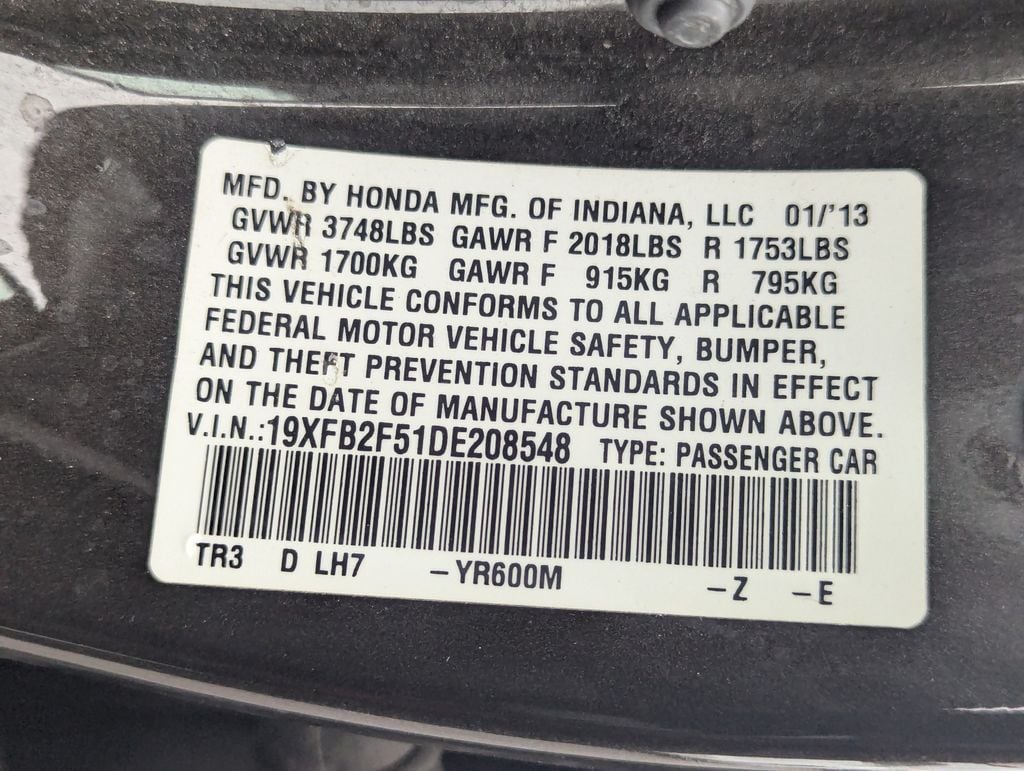 MFD. BY HONDA MFG. OF INDIANA, LLC 01/'13
GVWR 3748LBS GAWR F 2018LBS R 1753LBS
GVWR 1700KG GAWR F 915KG R 795KG
THIS VEHICLE CONFORMS TO ALL APPLICABLE
FEDERAL MOTOR VEHICLE SAFETY, BUMPER,
AND THEFT PREVENTION STANDARDS IN EFFECT
ON THE DATE OF MANUFACTURE SHOWN ABOVE.
V.I.N.:19XFB2F51DE208548 TYPE: PASSENGER CAR
TR3 D LH7 –YR600M –Z –E